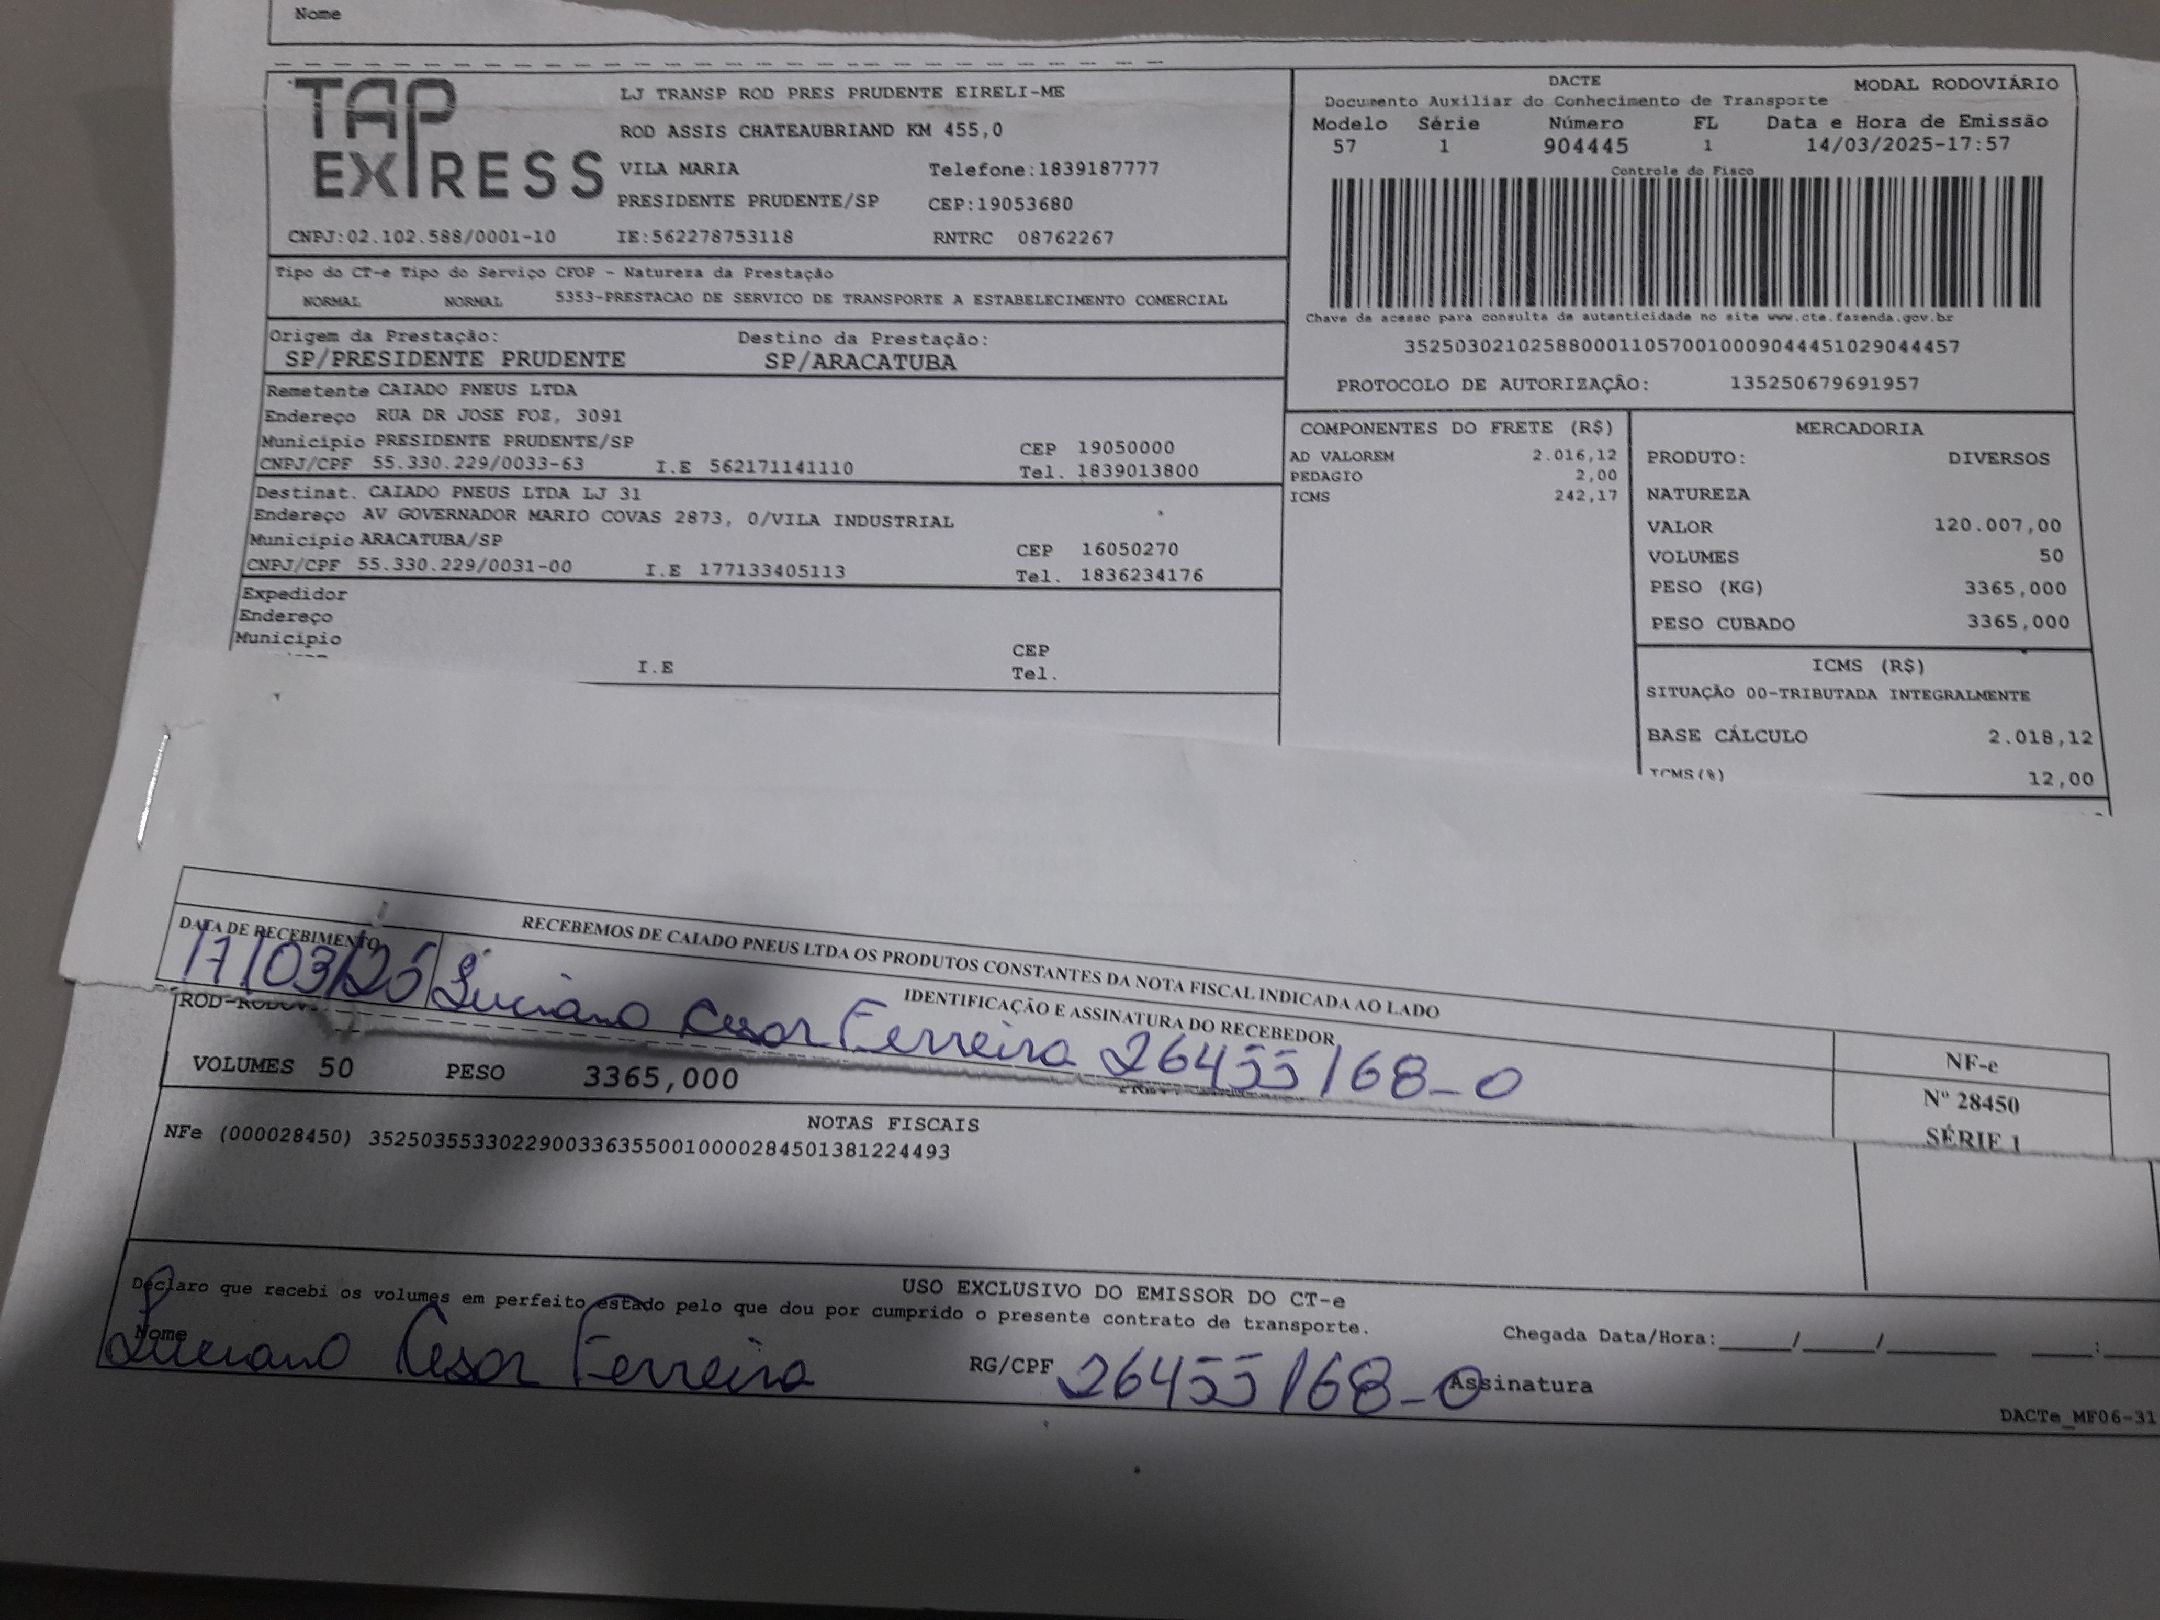 Nome
TAP EXPRESS
LJ TRANSP ROD PRES PRUDENTE EIRELI-ME
ROD ASSIS CHATEAUBRIAND KM 455,0
VILA MARIA Telefone:1839187777
PRESIDENTE PRUDENTE/SP CEP:19053680
CNPJ:02.102.588/0001-10 IE:562278753118 RNTRC 08762267
DACTE MODAL RODOVIÁRIO
Documento Auxiliar do Conhecimento de Transporte
Modelo Série Número FL Data e Hora de Emissão
57 1 904445 1 14/03/2025-17:57
Controle do Fisco
Chave de acesso para consulta de autenticidade no site www.cte.fazenda.gov.br
35250302102588000110570010009044451029044457
PROTOCOLO DE AUTORIZAÇÃO: 135250679691957
Tipo do CT-e Tipo do Serviço CFOP - Natureza da Prestação
NORMAL NORMAL 5353-PRESTACAO DE SERVICO DE TRANSPORTE A ESTABELECIMENTO COMERCIAL
Origem da Prestação: Destino da Prestação:
SP/PRESIDENTE PRUDENTE SP/ARACATUBA
Remetente CAIADO PNEUS LTDA
Endereço RUA DR JOSE FOZ, 3091
Município PRESIDENTE PRUDENTE/SP CEP 19050000
CNPJ/CPF 55.330.229/0033-63 I.E 562171141110 Tel. 1839013800
Destinat. CAIADO PNEUS LTDA LJ 31
Endereço AV GOVERNADOR MARIO COVAS 2873, 0/VILA INDUSTRIAL
Município ARACATUBA/SP CEP 16050270
CNPJ/CPF 55.330.229/0031-00 I.E 177133405113 Tel. 1836234176
Expedidor
Endereço
Município CEP
I.E Tel.
COMPONENTES DO FRETE (R$)
AD VALOREM 2.016,12
PEDAGIO 2,00
ICMS 242,17
MERCADORIA
PRODUTO: DIVERSOS
NATUREZA
VALOR 120.007,00
VOLUMES 50
PESO (KG) 3365,000
PESO CUBADO 3365,000
ICMS (R$)
SITUAÇÃO 00-TRIBUTADA INTEGRALMENTE
BASE CÁLCULO 2.018,12
ICMS(%) 12,00
RECEBEMOS DE CAIADO PNEUS LTDA OS PRODUTOS CONSTANTES DA NOTA FISCAL INDICADA AO LADO
DATA DE RECEBIMENTO IDENTIFICAÇÃO E ASSINATURA DO RECEBEDOR
17/03/25 Luciano Cesar Ferreira 26455168-0
NF-e
Nº 28450
SÉRIE 1
VOLUMES 50 PESO 3365,000
NOTAS FISCAIS
NFe (000028450) 35250355330229003363550010000284501381224493
USO EXCLUSIVO DO EMISSOR DO CT-e
Declaro que recebi os volumes em perfeito estado pelo que dou por cumprido o presente contrato de transporte.
Chegada Data/Hora:_____/_____/________ ____:____
Nome Luciano Cesar Ferreira RG/CPF 26455168-0 Assinatura
DACTe_MF06-31